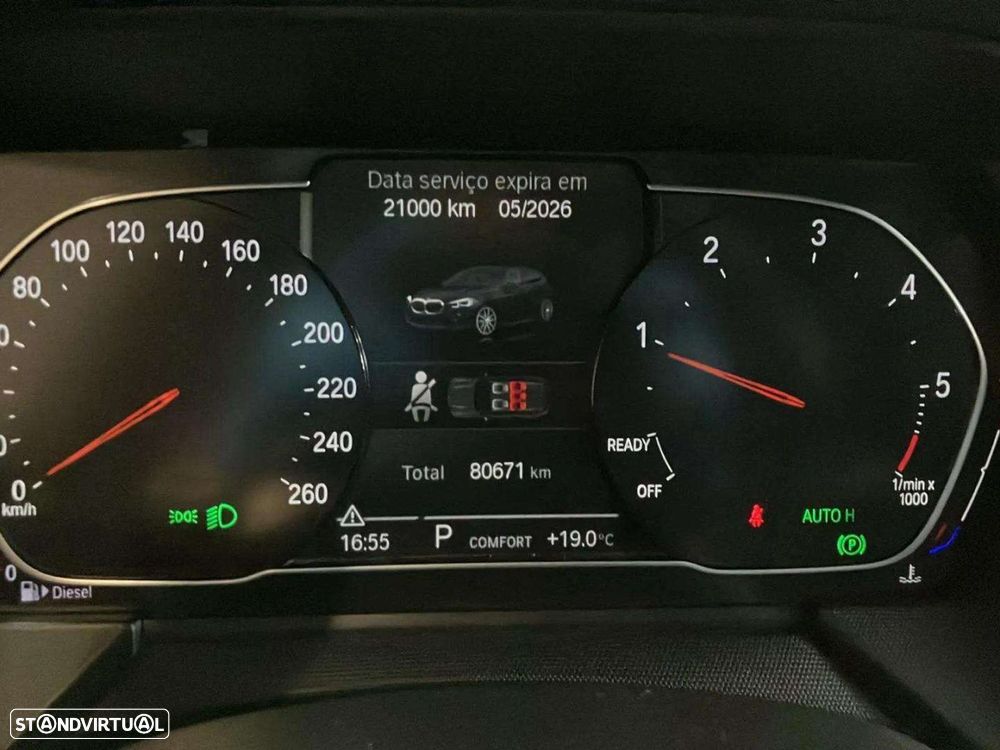 Data serviço expira em
21000 km 05/2026
80
100
120
140
160
180
200
220
240
260
0
km/h
1
2
3
4
5
READY
OFF
1/min x
1000
Total 80671 km
16:55 P COMFORT +19.0°C
AUTO H
P
0
Diesel
STANDVIRTUAL